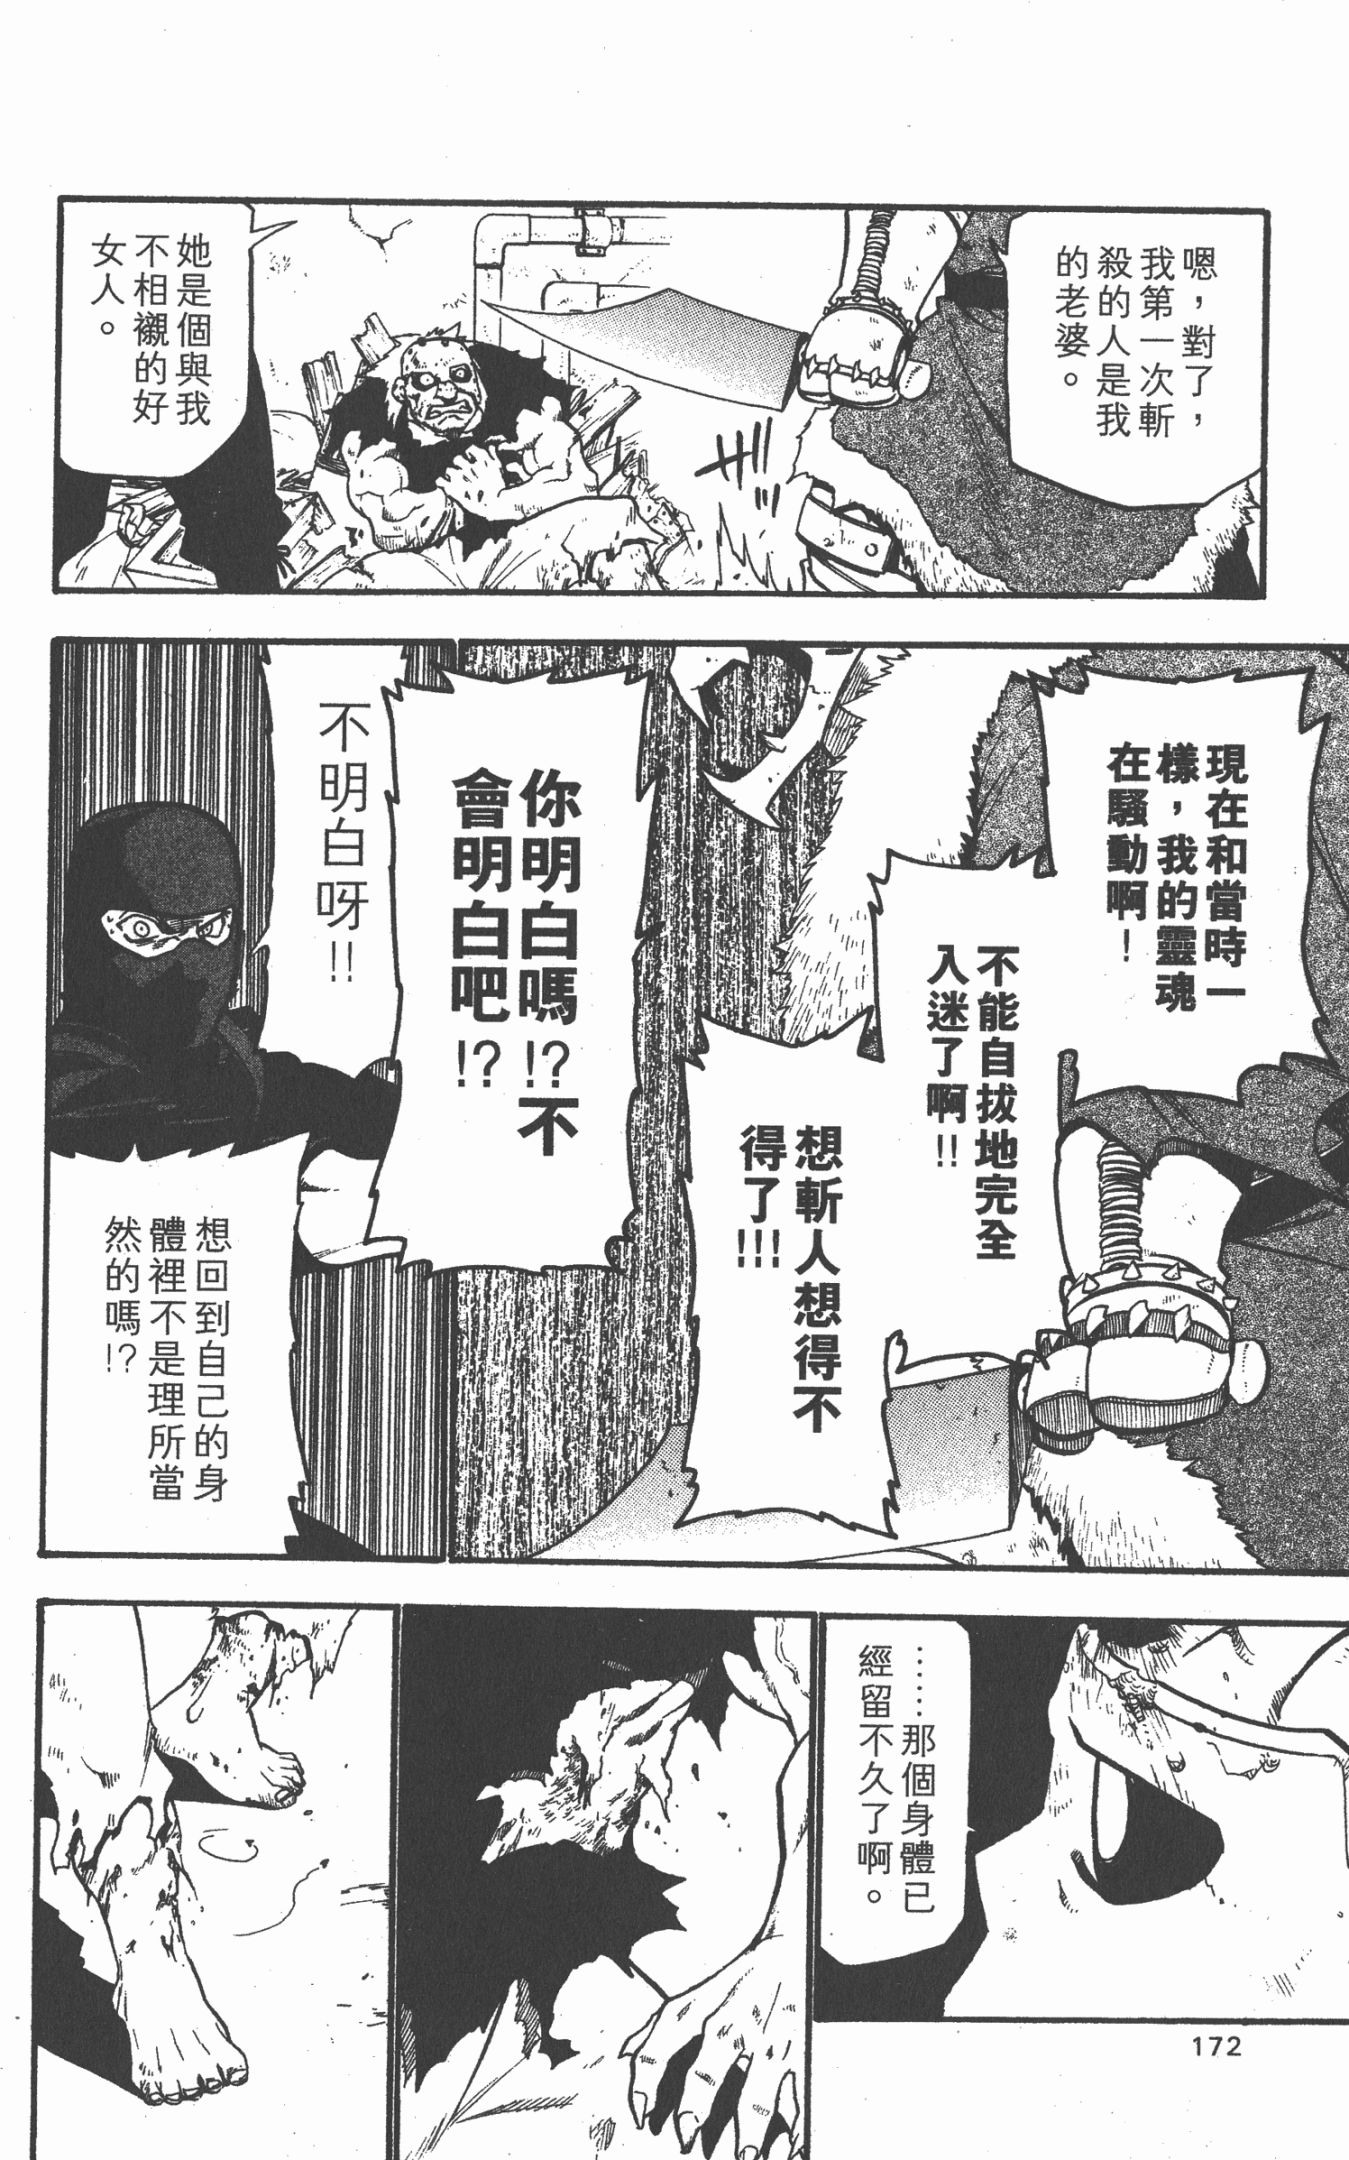 嗯，對了，
我第一次斬
殺的人是我
的老婆。
她是個與我
不相襯的好
女人。
現在和當時一
樣，我的靈魂
在騷動啊！
不能自拔地完全
入迷了啊!!
想斬人想得不
得了!!!
你明白嗎!?不
會明白吧!?
不明白呀!!
想回到自己的身
體裡不是理所當
然的嗎!?
……那個身體已
經留不久了啊。
172